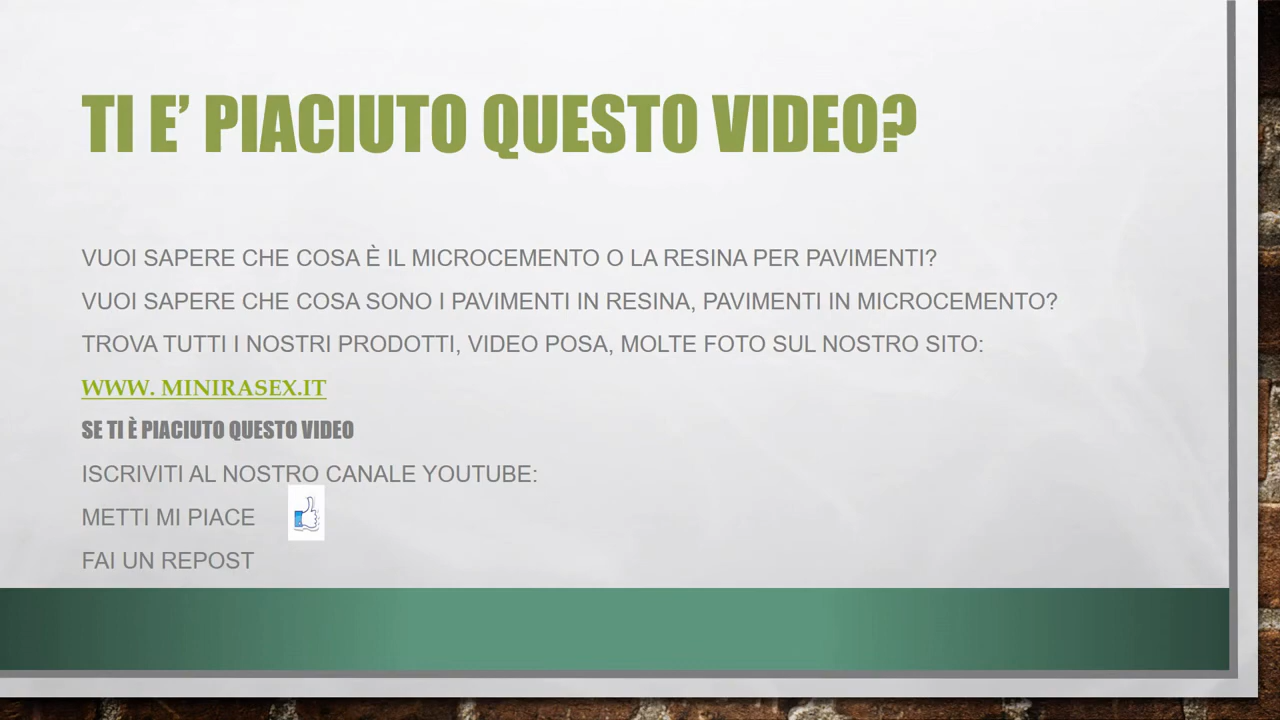 TI E’ PIACIUTO QUESTO VIDEO?
VUOI SAPERE CHE COSA È IL MICROCEMENTO O LA RESINA PER PAVIMENTI?
VUOI SAPERE CHE COSA SONO I PAVIMENTI IN RESINA, PAVIMENTI IN MICROCEMENTO?
TROVA TUTTI I NOSTRI PRODOTTI, VIDEO POSA, MOLTE FOTO SUL NOSTRO SITO:
WWW. MINIRASEX.IT
SE TI È PIACIUTO QUESTO VIDEO
ISCRIVITI AL NOSTRO CANALE YOUTUBE:
METTI MI PIACE
FAI UN REPOST